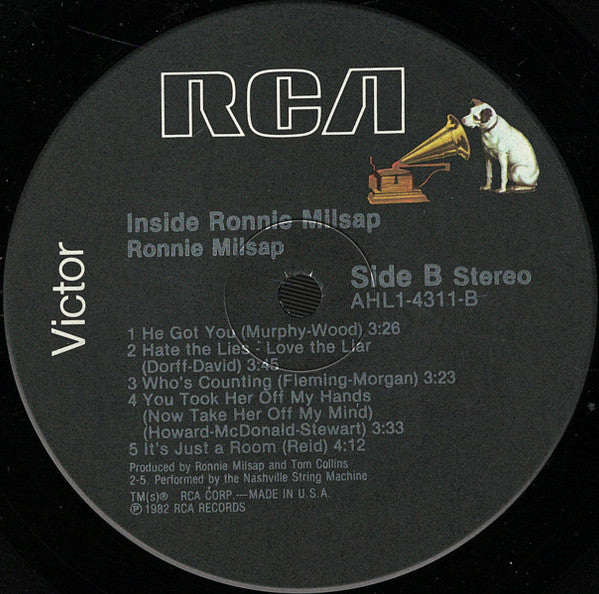 RCA
Victor
Inside Ronnie Milsap
Ronnie Milsap
Side B Stereo
AHL1-4311-B
1 He Got You (Murphy-Wood) 3:26
2 Hate the Lies - Love the Liar
(Dorff-David) 3:45
3 Who's Counting (Fleming-Morgan) 3:23
4 You Took Her Off My Hands
(Now Take Her Off My Mind)
(Howard-McDonald-Stewart) 3:33
5 It's Just a Room (Reid) 4:12
Produced by Ronnie Milsap and Tom Collins
2-5. Performed by the Nashville String Machine
TM(s)® RCA CORP.—MADE IN U.S.A.
℗ 1982 RCA RECORDS